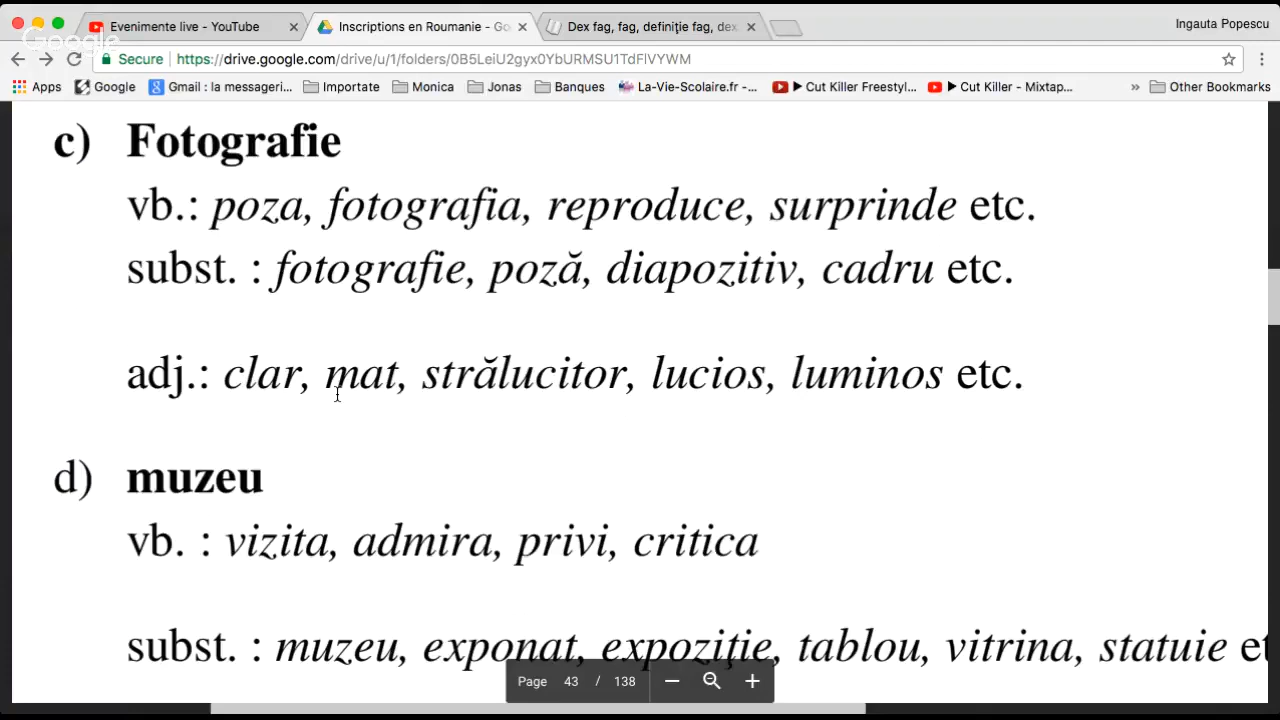 Evenimente live - YouTube
Inscriptions en Roumanie - Go
Dex fag, fag, definiţie fag, dex
Ingauta Popescu
Google
Secure
https://drive.google.com/drive/u/1/folders/0B5LeiU2gyx0YbURMSU1TdFlVYWM
Apps Google Gmail : la messageri... Importate Monica Jonas Banques La-Vie-Scolaire.fr -... Cut Killer Freestyl... Cut Killer - Mixtap... » Other Bookmarks
c) Fotografie
vb.: poza, fotografia, reproduce, surprinde etc.
subst. : fotografie, poză, diapozitiv, cadru etc.
adj.: clar, mat, strălucitor, lucios, luminos etc.
d) muzeu
vb. : vizita, admira, privi, critica
subst. : muzeu, exponat, expoziţie, tablou, vitrina, statuie et
Page 43 / 138